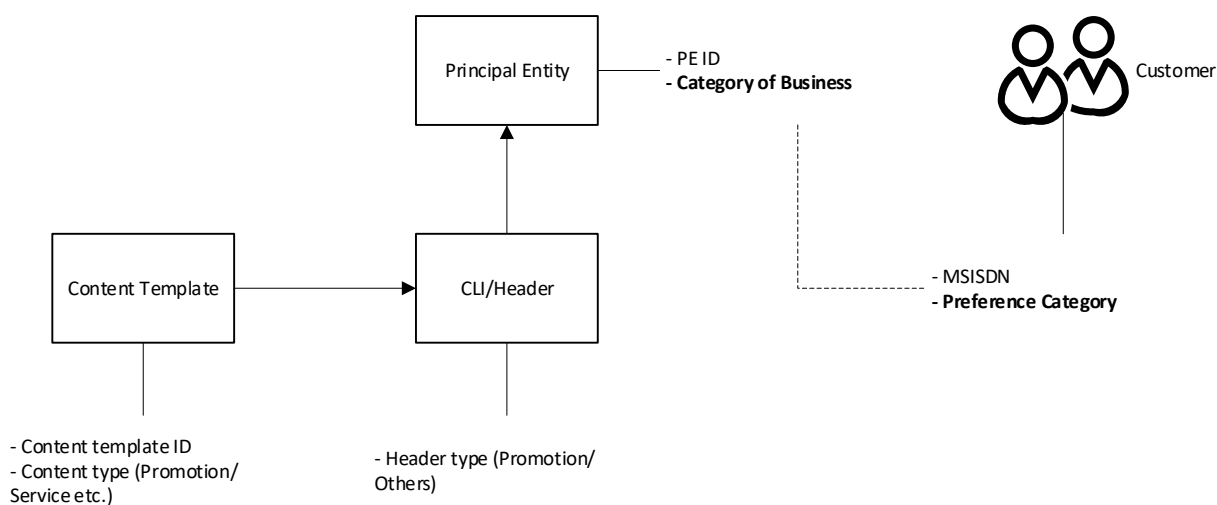 Principal Entity
- PE ID
- Category of Business
Customer
Content Template
CLI/Header
- MSISDN
- Preference Category
- Content template ID
- Content type (Promotion/
Service etc.)
- Header type (Promotion/
Others)